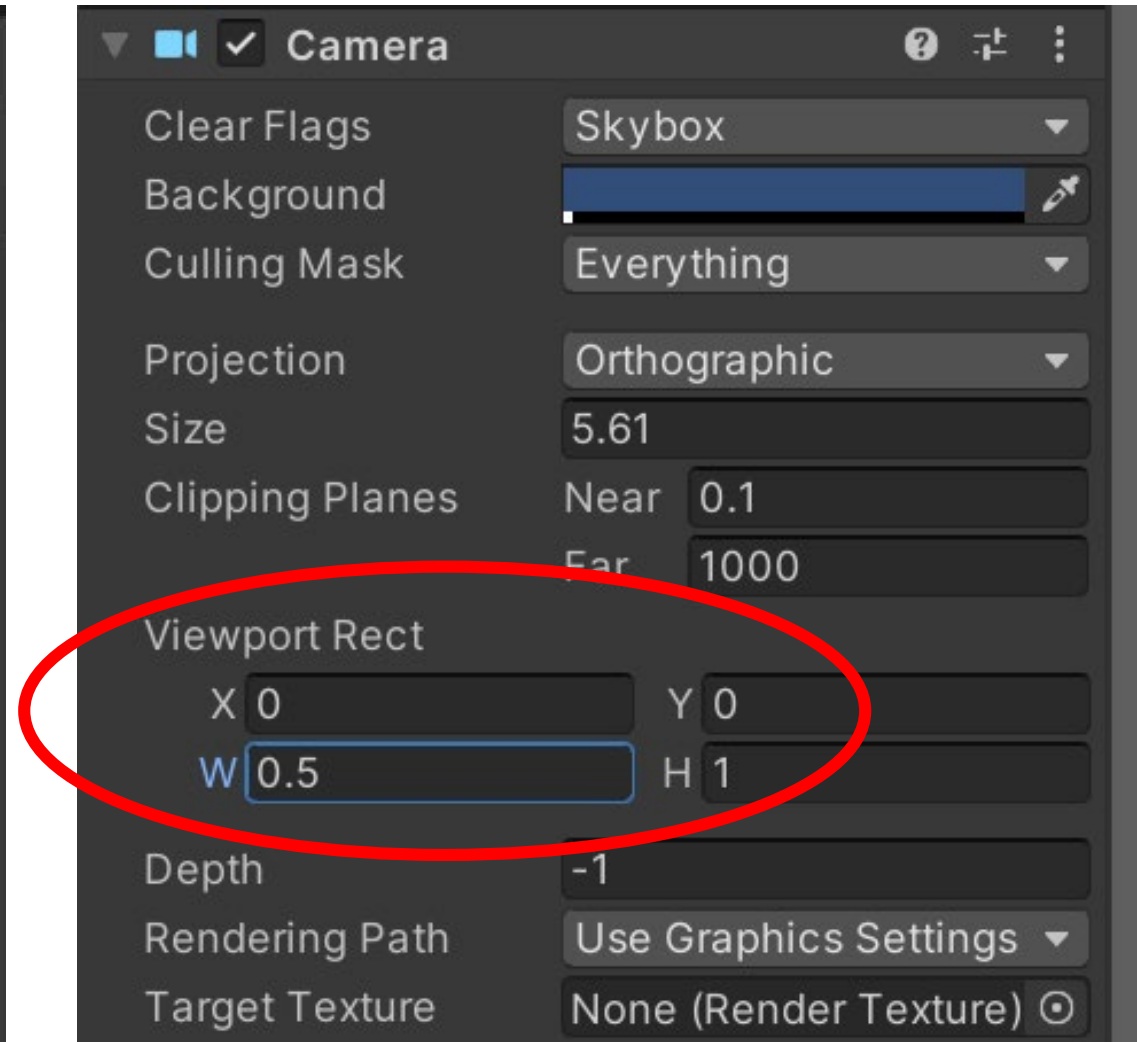 Camera
Clear Flags Skybox
Background
Culling Mask Everything
Projection Orthographic
Size 5.61
Clipping Planes Near 0.1
Far 1000
Viewport Rect
X 0 Y 0
W 0.5 H 1
Depth -1
Rendering Path Use Graphics Settings
Target Texture None (Render Texture)